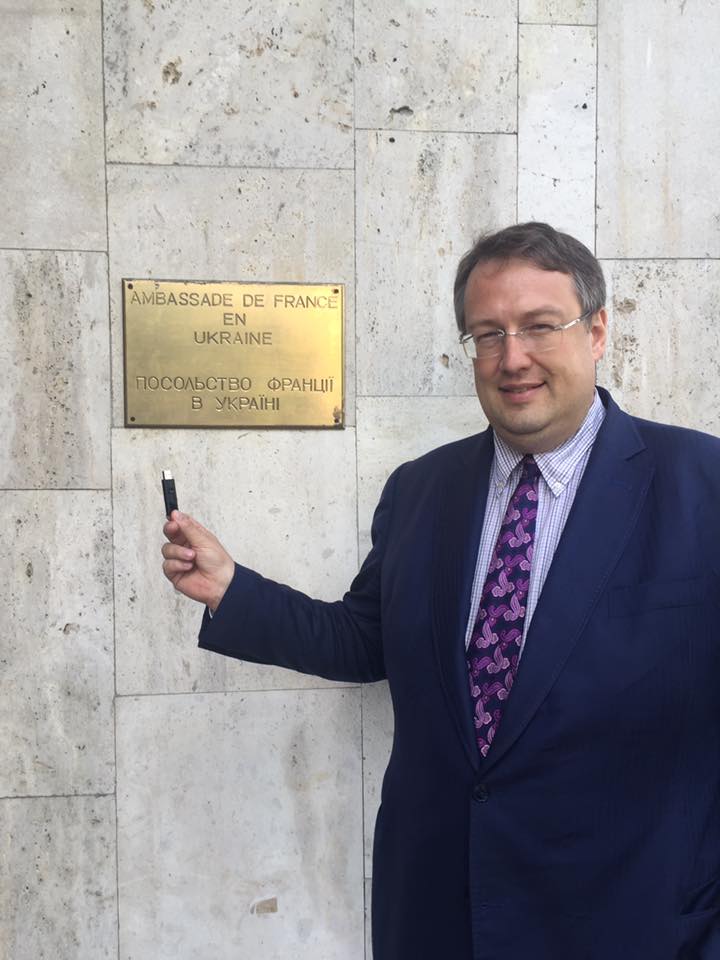 AMBASSADE DE FRANCE
EN
UKRAINE
ПОСОЛЬСТВО ФРАНЦІЇ
В УКРАЇНІ